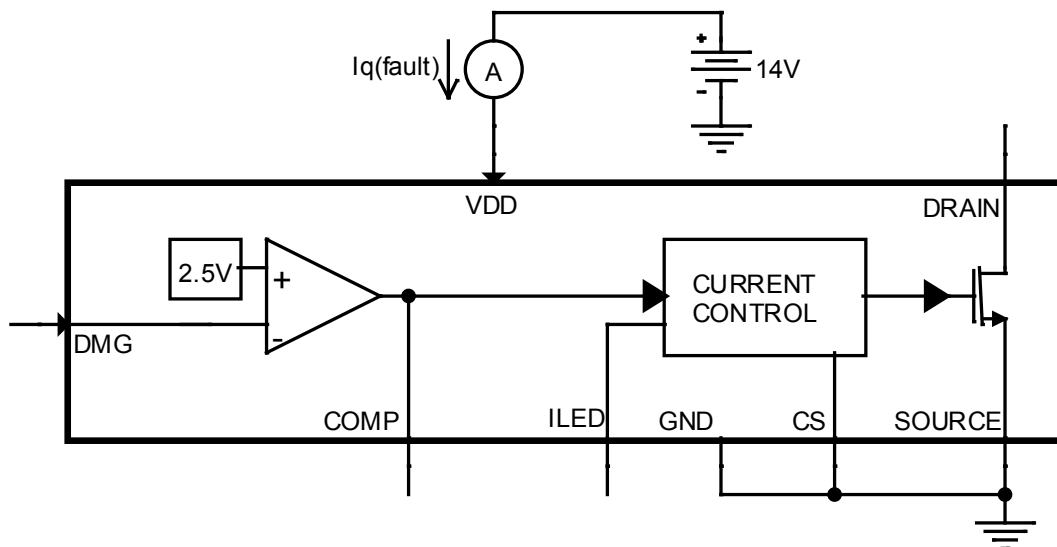 +
Iq(fault)
A
14V
-
VDD
DRAIN
2.5V
+
CURRENT
CONTROL
DMG
-
COMP
ILED
GND
CS
SOURCE